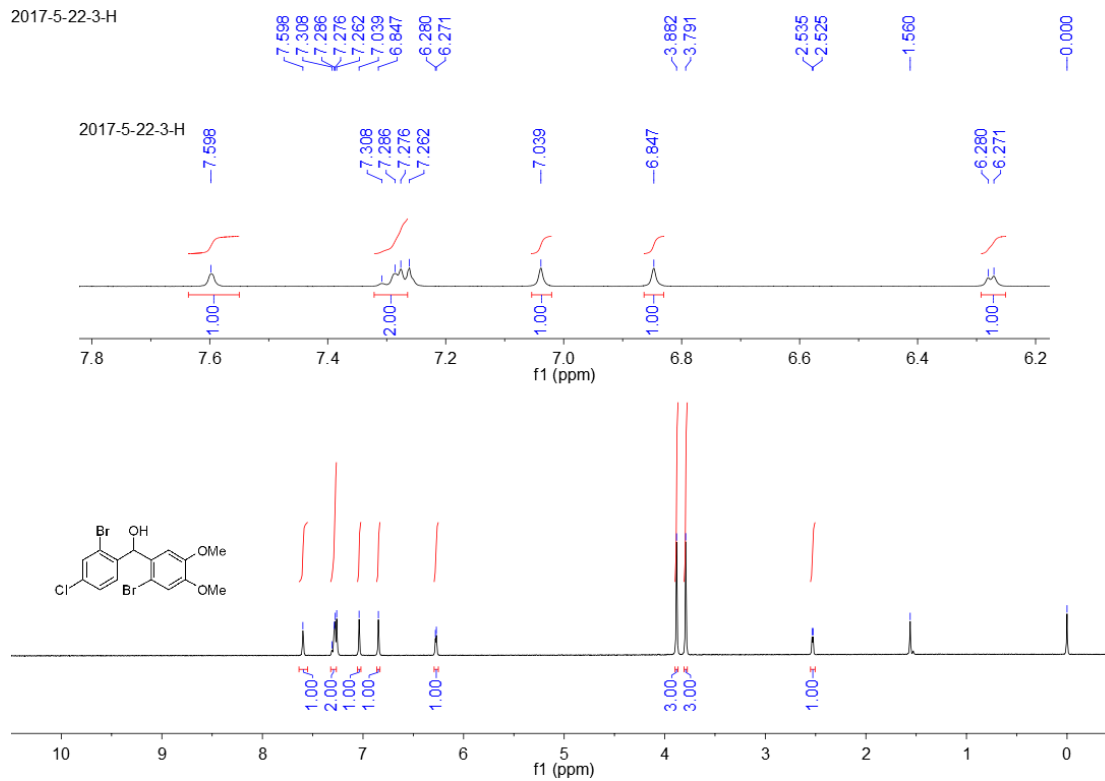 2017-5-22-3-H
7.598
7.308
7.286
7.276
7.262
7.039
6.847
6.280
6.271
3.882
3.791
2.535
2.525
1.560
0.000
2017-5-22-3-H
7.598
7.308
7.286
7.276
7.262
7.039
6.847
6.280
6.271
1.00 2.00 1.00 1.00 1.00
7.8 7.6 7.4 7.2 7.0 6.8 6.6 6.4 6.2
f1 (ppm)
Br OH
OMe
Cl Br OMe
1.00 2.00 1.00 1.00 1.00 3.00 3.00 1.00
10 9 8 7 6 5 4 3 2 1 0
f1 (ppm)